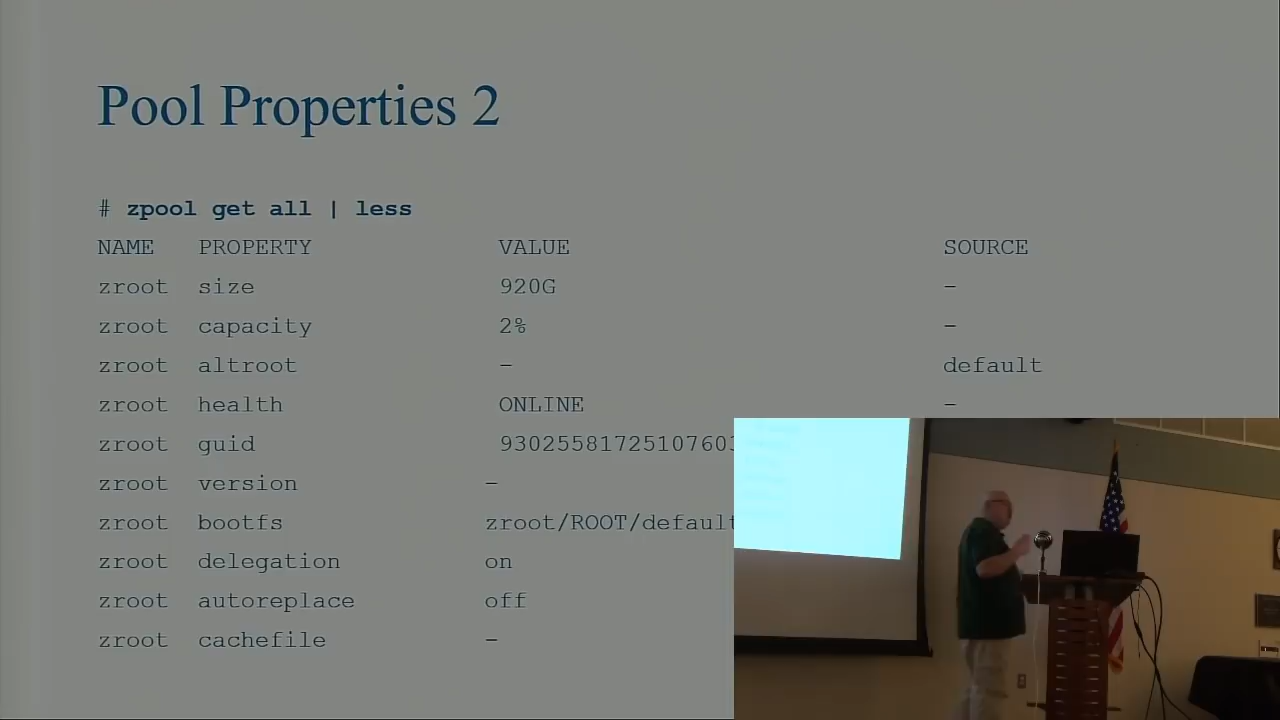 Pool Properties 2
# zpool get all | less
NAME PROPERTY VALUE SOURCE
zroot size 920G -
zroot capacity 2% -
zroot altroot - default
zroot health ONLINE -
zroot guid 93025581725107603
zroot version -
zroot bootfs zroot/ROOT/default
zroot delegation on
zroot autoreplace off
zroot cachefile -